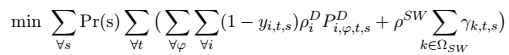 min ∑∀s Pr(s) ∑∀t ( ∑∀φ ∑∀i (1 − y_{i,t,s}) ρ_i^D P_{i,φ,t,s}^D + ρ^{SW} ∑_{k∈Ω_{SW}} γ_{k,t,s} )